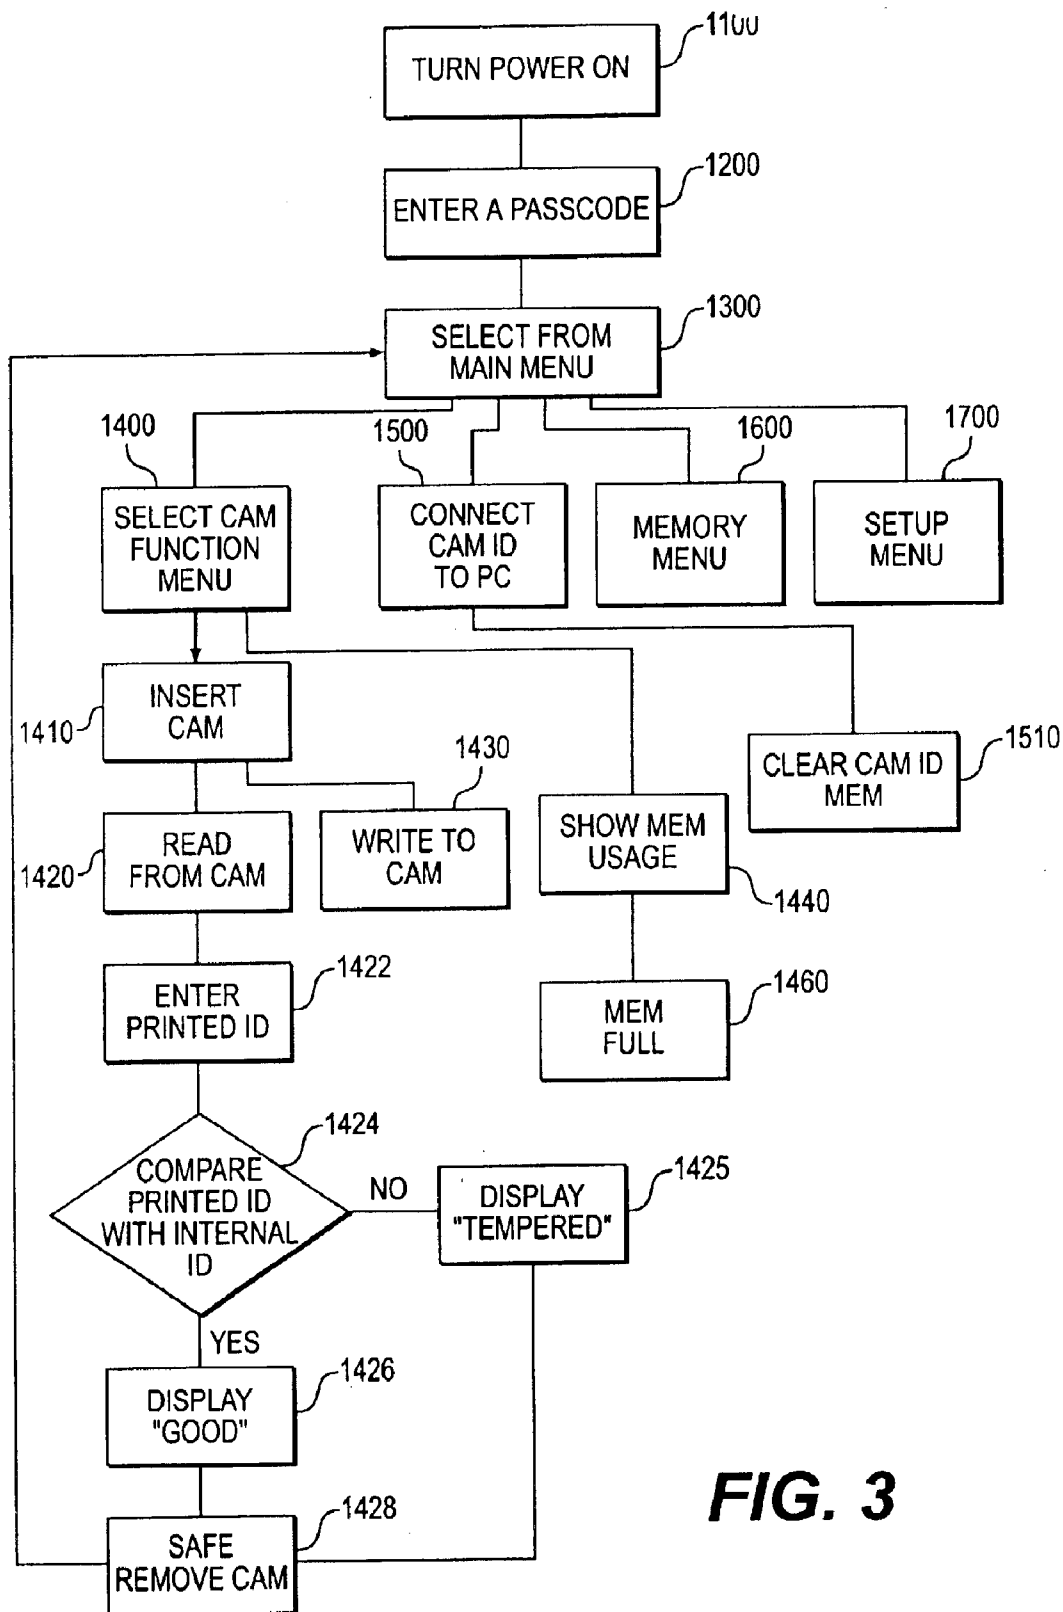 1100
TURN POWER ON
1200
ENTER A PASSCODE
1300
SELECT FROM
MAIN MENU
1400
SELECT CAM
FUNCTION
MENU
1500
CONNECT
CAM ID
TO PC
1600
MEMORY
MENU
1700
SETUP
MENU
1410
INSERT
CAM
1510
CLEAR CAM ID
MEM
1420
READ
FROM CAM
1430
WRITE TO
CAM
SHOW MEM
USAGE
1440
1422
ENTER
PRINTED ID
1460
MEM
FULL
1424
COMPARE
PRINTED ID
WITH INTERNAL
ID
NO
1425
DISPLAY
"TEMPERED"
YES
1426
DISPLAY
"GOOD"
1428
SAFE
REMOVE CAM
FIG. 3